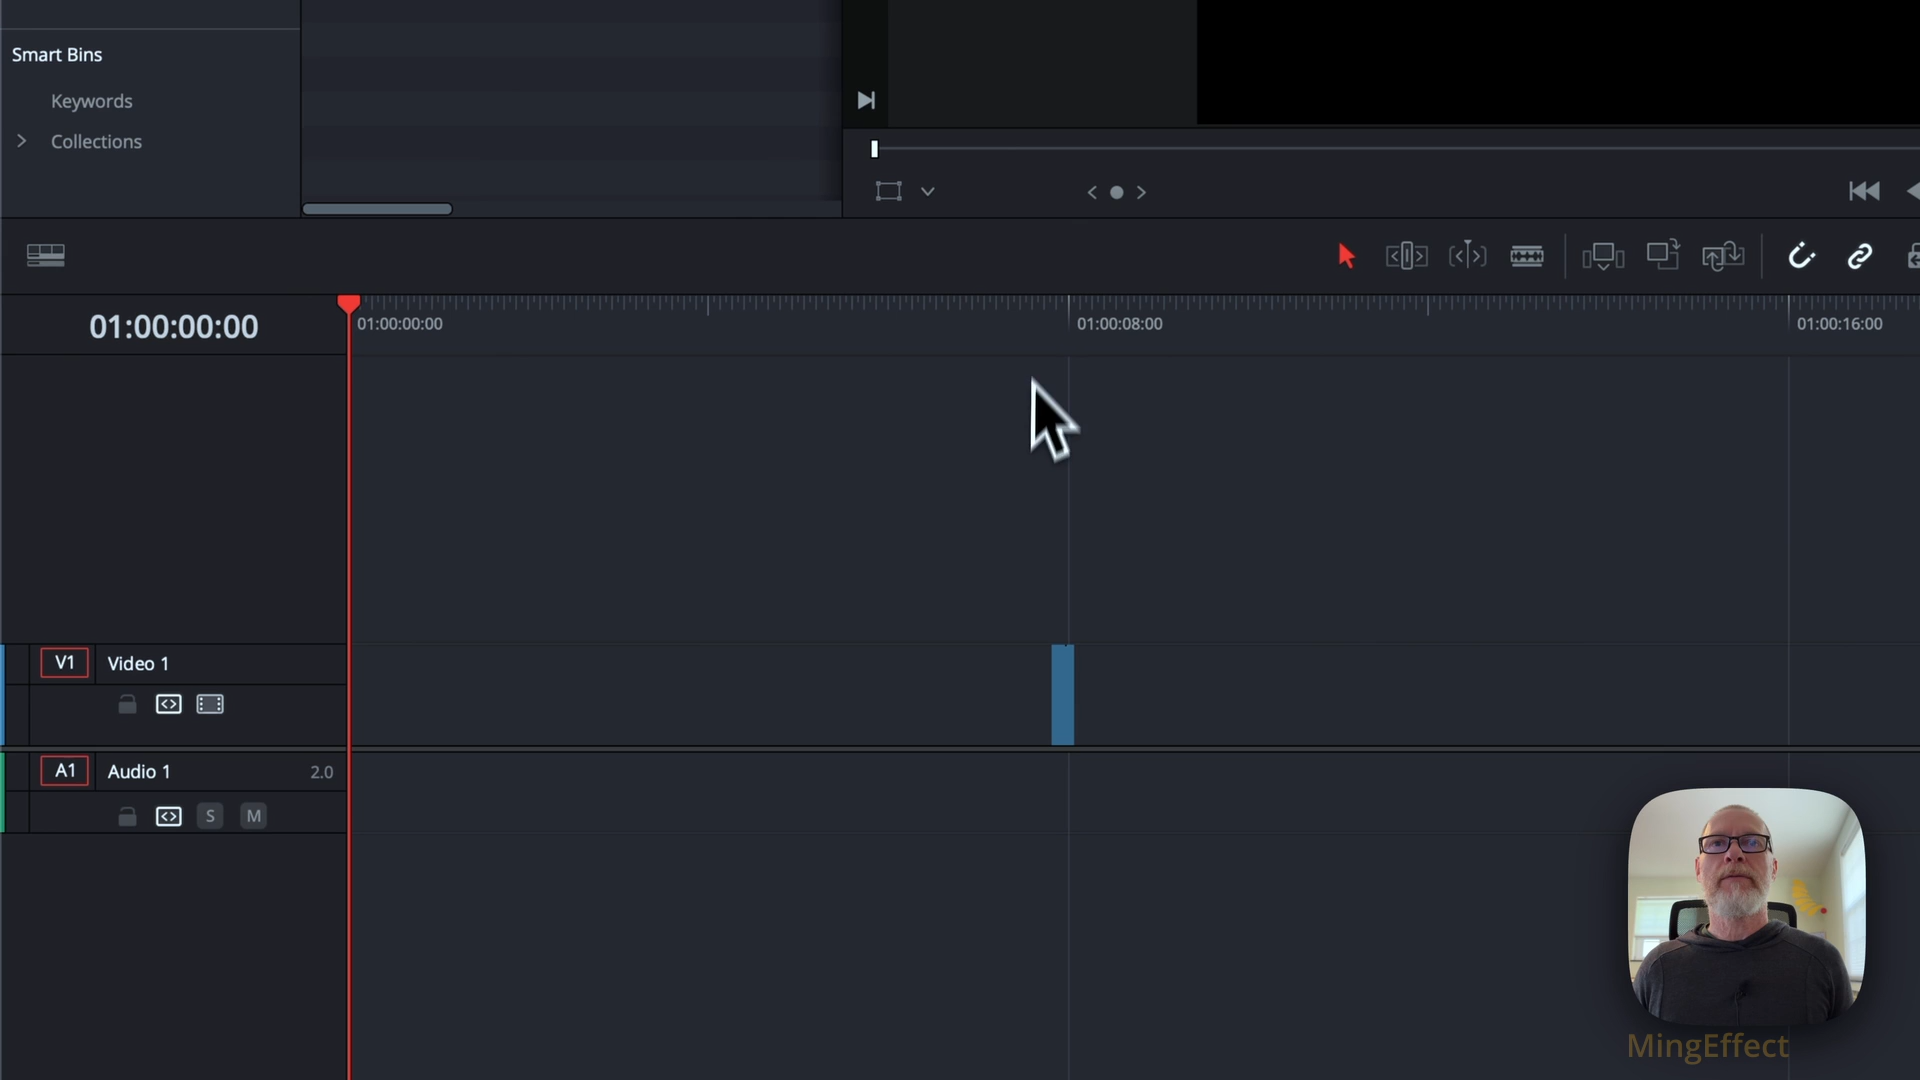 Smart Bins
Keywords
Collections
01:00:00:00
01:00:00:00
01:00:08:00
01:00:16:00
V1
Video 1
A1
Audio 1
2.0
S
M
MingEffect